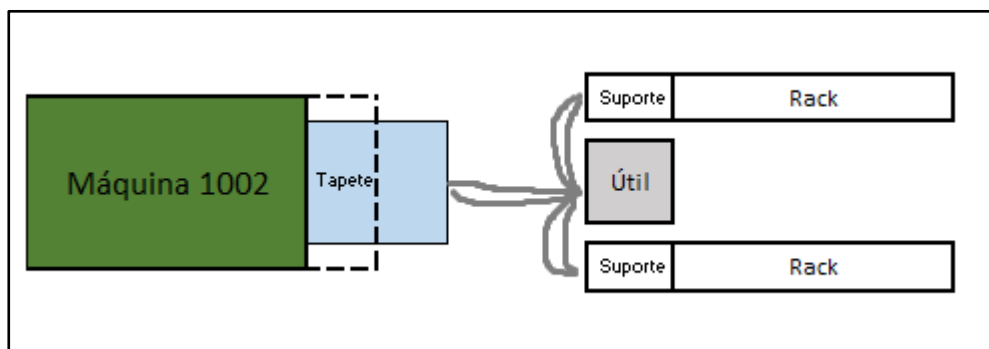 Suporte
Rack
Máquina 1002
Tapete
Útil
Suporte
Rack